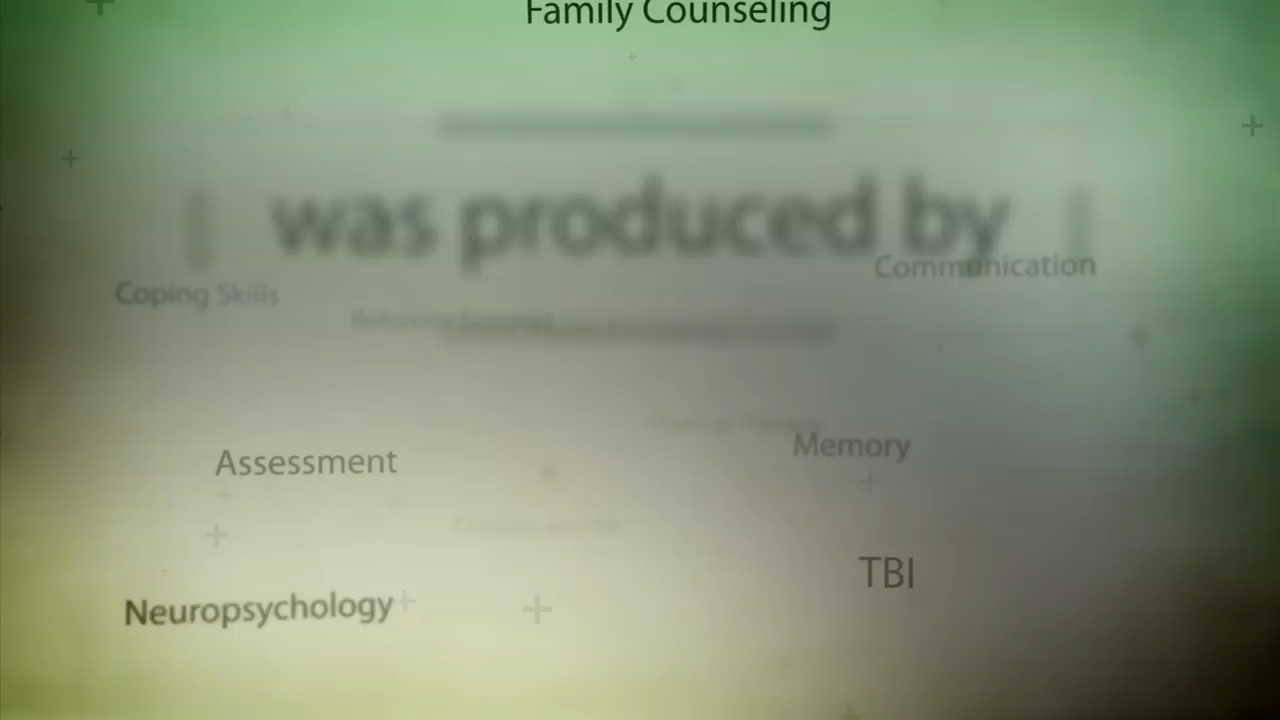 Family Counseling
was produced by
Communication
Coping Skills
Memory
Assessment
TBI
Neuropsychology